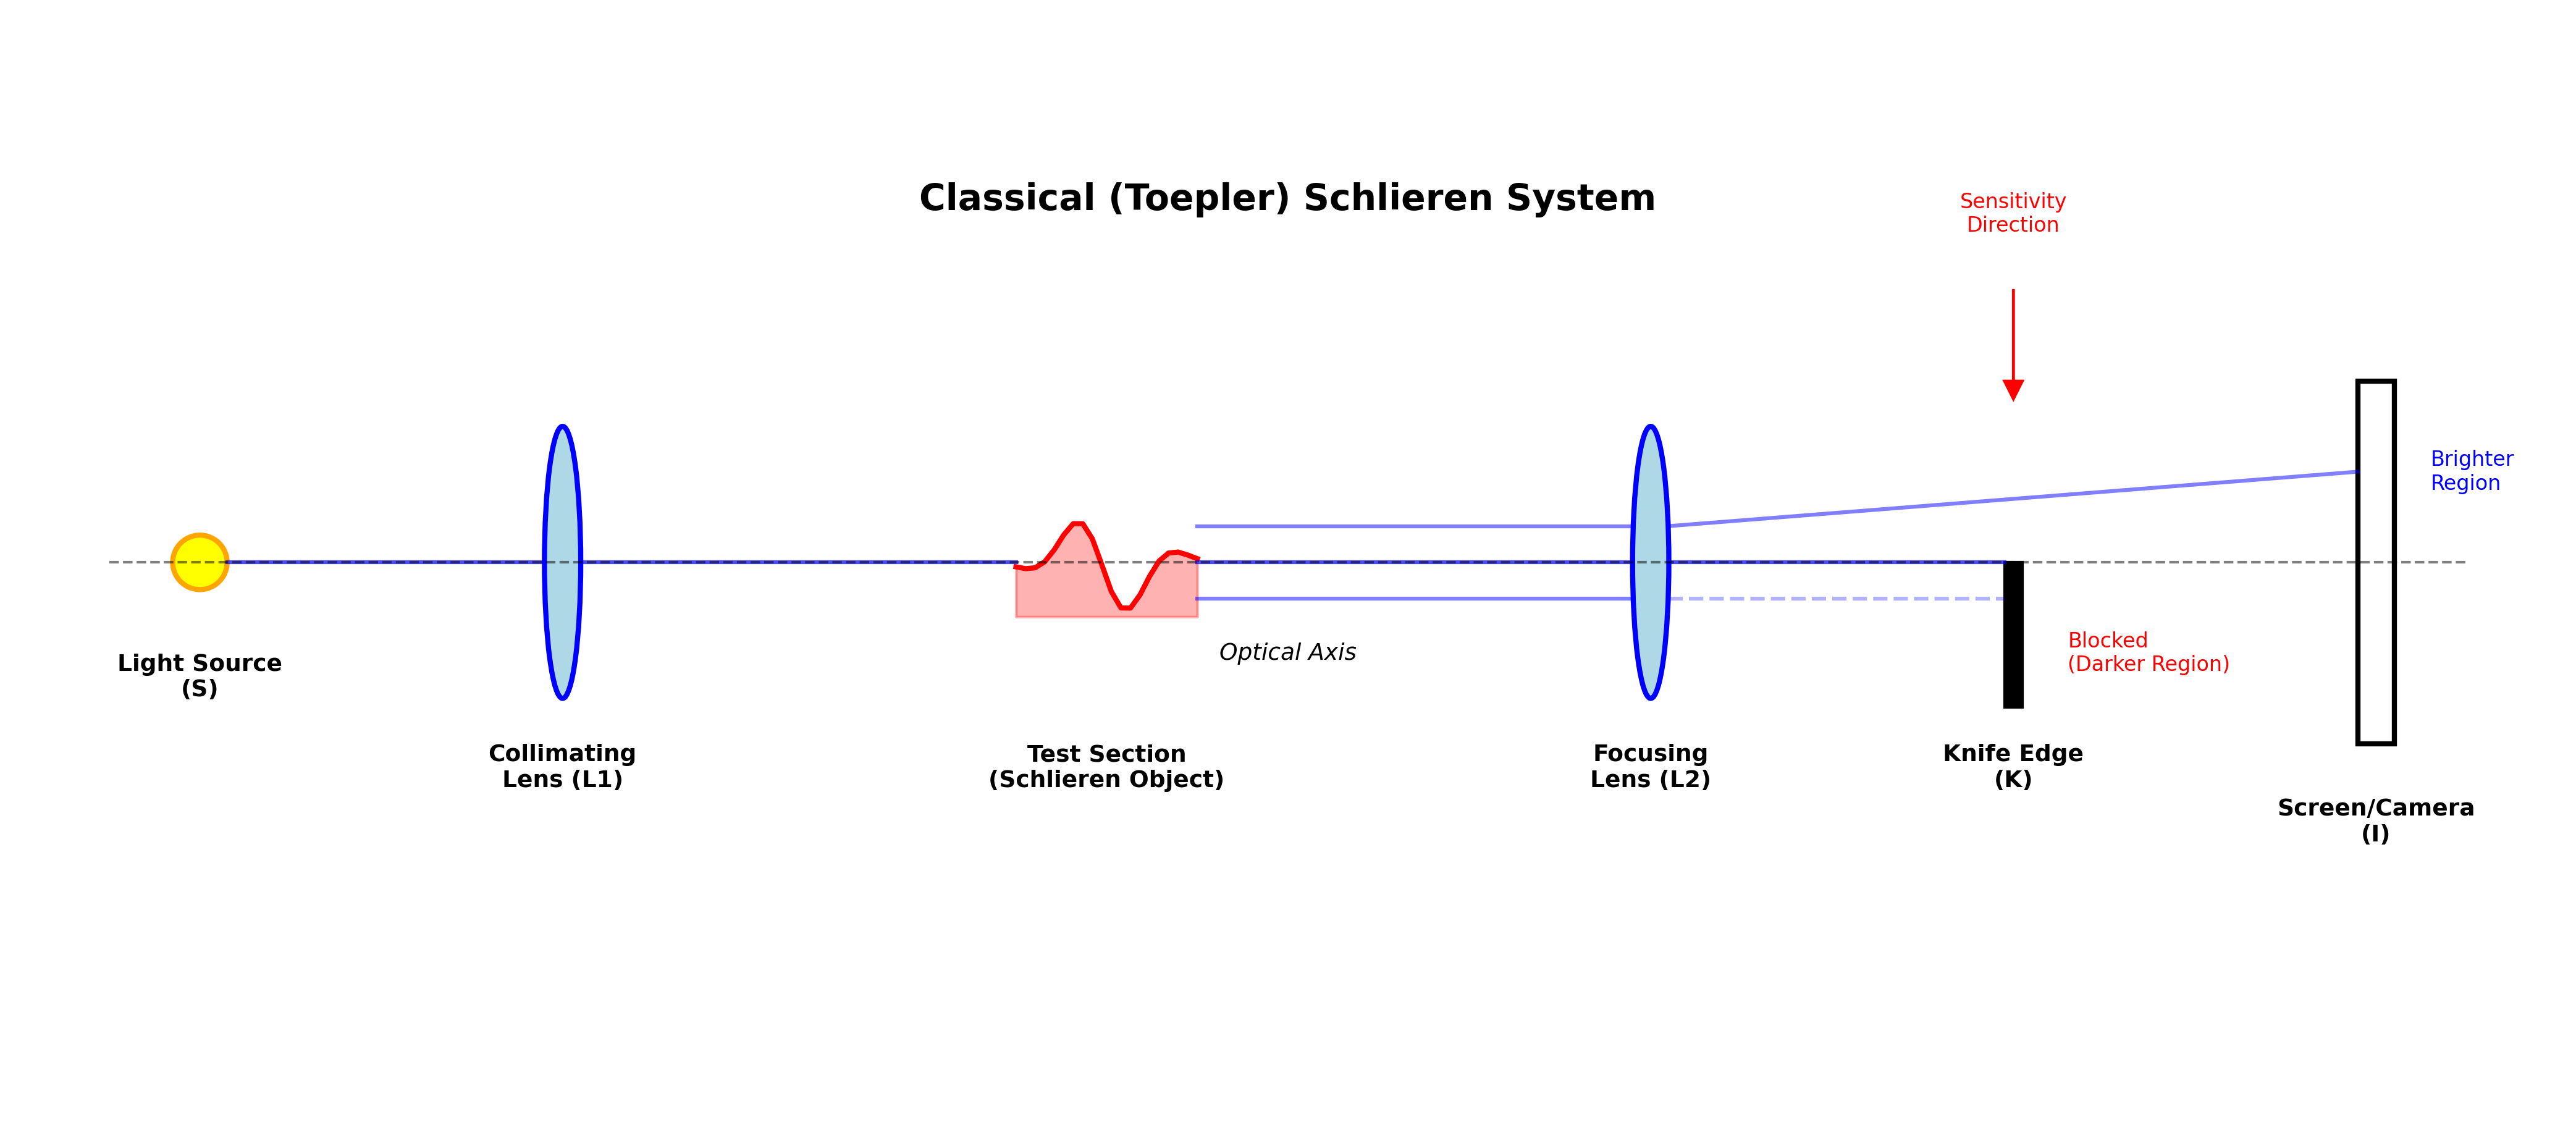 Classical (Toepler) Schlieren System
Sensitivity
Direction
Brighter
Region
Optical Axis
Blocked
(Darker Region)
Light Source
(S)
Collimating
Lens (L1)
Test Section
(Schlieren Object)
Focusing
Lens (L2)
Knife Edge
(K)
Screen/Camera
(I)